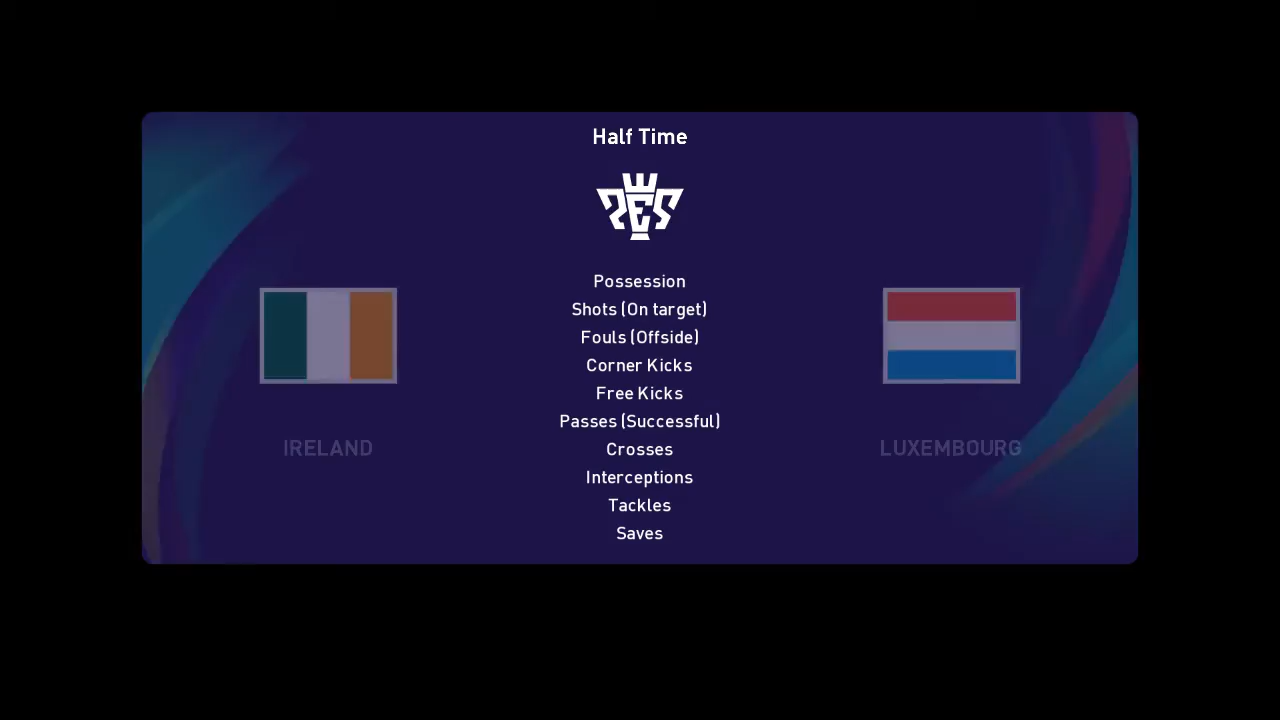 Half Time
PES
Possession
Shots (On target)
Fouls (Offside)
Corner Kicks
Free Kicks
Passes (Successful)
Crosses
Interceptions
Tackles
Saves
IRELAND
LUXEMBOURG